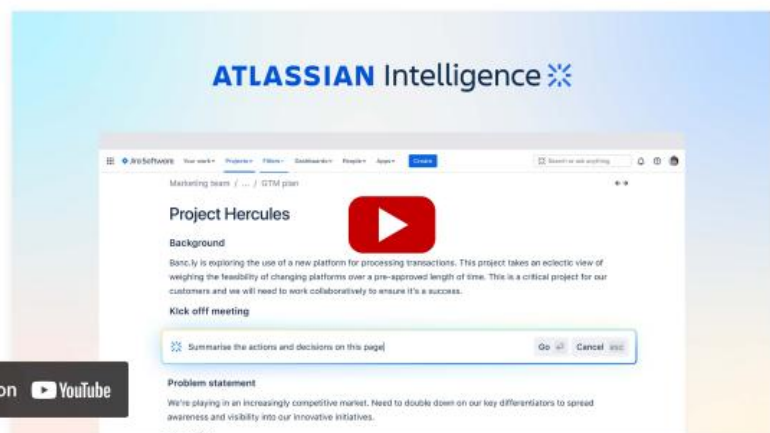 ATLASSIAN Intelligence
Jira Software Your work Projects Filters Dashboards People Apps Create Search or ask anything
Marketing team / ... / GTM plan
Project Hercules
Background
Banc.ly is exploring the use of a new platform for processing transactions. This project takes an eclectic view of
weighing the feasibility of changing platforms over a pre-approved length of time. This is a critical project for our
customers and we will need to work collaboratively to ensure it's a success.
Kick offf meeting
Summarise the actions and decisions on this page Go Cancel esc
on YouTube
Problem statement
We're playing in an increasingly competitive market. Need to double down on our key differentiators to spread
awareness and visibility into our innovative initiatives.